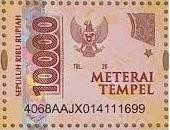 SEPULUH RIBU RUPIAH
10000
TGL. 20
METERAI
TEMPEL
4068AAJX014111699